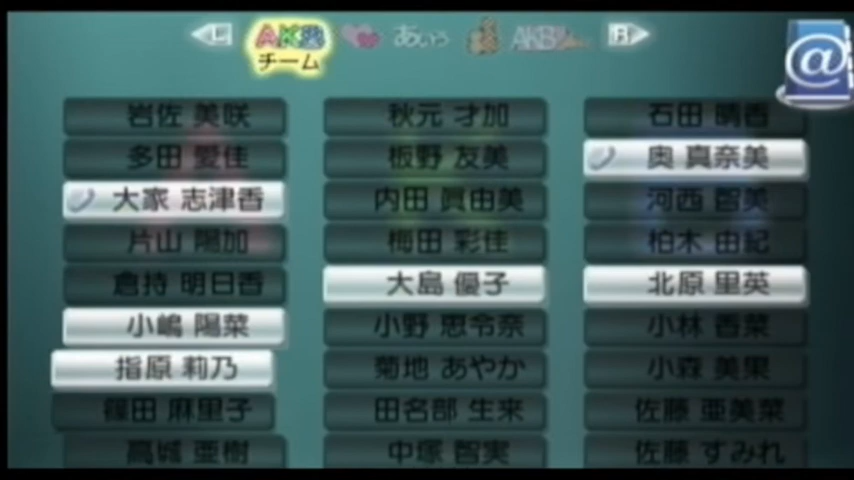 L AKB あいう AKB R
チーム
@
岩佐 美咲 秋元 才加 石田 晴香
多田 愛佳 板野 友美 奥 真奈美
大家 志津香 内田 眞由美 河西 智美
片山 陽加 梅田 彩佳 柏木 由紀
倉持 明日香 大島 優子 北原 里英
小嶋 陽菜 小野 恵令奈 小林 香菜
指原 莉乃 菊地 あやか 小森 美果
篠田 麻里子 田名部 生来 佐藤 亜美菜
高城 亜樹 中塚 智実 佐藤 すみれ